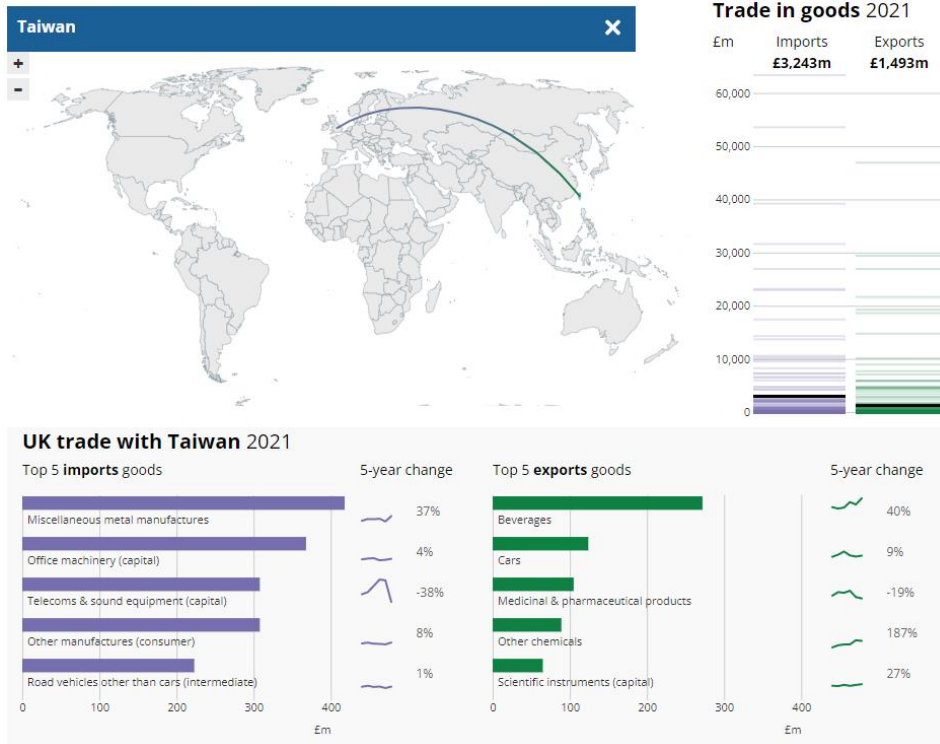 Taiwan ×
+
-
Trade in goods 2021
£m Imports Exports
£3,243m £1,493m
60,000
50,000
40,000
30,000
20,000
10,000
0
UK trade with Taiwan 2021
Top 5 imports goods 5-year change
Miscellaneous metal manufactures 37%
Office machinery (capital) 4%
Telecoms & sound equipment (capital) -38%
Other manufactures (consumer) 8%
Road vehicles other than cars (intermediate) 1%
0 100 200 300 400
£m
Top 5 exports goods 5-year change
Beverages 40%
Cars 9%
Medicinal & pharmaceutical products -19%
Other chemicals 187%
Scientific instruments (capital) 27%
0 100 200 300 400
£m